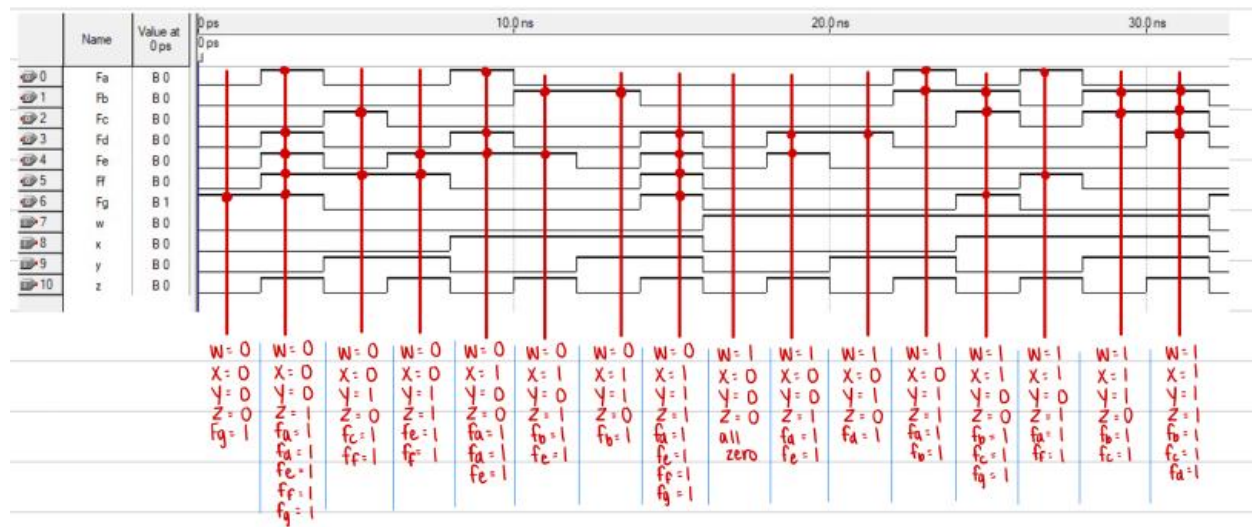 Name
Value at
0 ps
0 ps 10.0 ns 20.0 ns 30.0 ns
0 ps
0 Fa B 0
1 Fb B 0
2 Fc B 0
3 Fd B 0
4 Fe B 0
5 Ff B 0
6 Fg B 1
7 w B 0
8 x B 0
9 y B 0
10 z B 0
W=0
X=0
Y=0
Z=0
Fg=1
W=0
X=0
Y=0
Z=1
fa=1
fd=1
fe=1
ff=1
fg=1
W=0
X=0
Y=1
Z=0
fc=1
ff=1
W=0
X=0
Y=1
Z=1
fe=1
ff=1
W=0
X=1
Y=0
Z=0
fa=1
fd=1
fe=1
W=0
X=1
Y=0
Z=1
fb=1
fe=1
W=0
X=1
Y=1
Z=0
fb=1
W=0
X=1
Y=1
Z=1
fd=1
fe=1
ff=1
fg=1
W=1
X=0
Y=0
Z=0
all
zero
W=1
X=0
Y=0
Z=1
fd=1
fe=1
W=1
X=0
Y=1
Z=0
fd=1
W=1
X=0
Y=1
Z=1
fa=1
fb=1
W=1
X=1
Y=0
Z=0
fb=1
fc=1
fg=1
W=1
X=1
Y=0
Z=1
fa=1
ff=1
W=1
X=1
Y=1
Z=0
fb=1
fc=1
W=1
X=1
Y=1
Z=1
fb=1
fc=1
fd=1